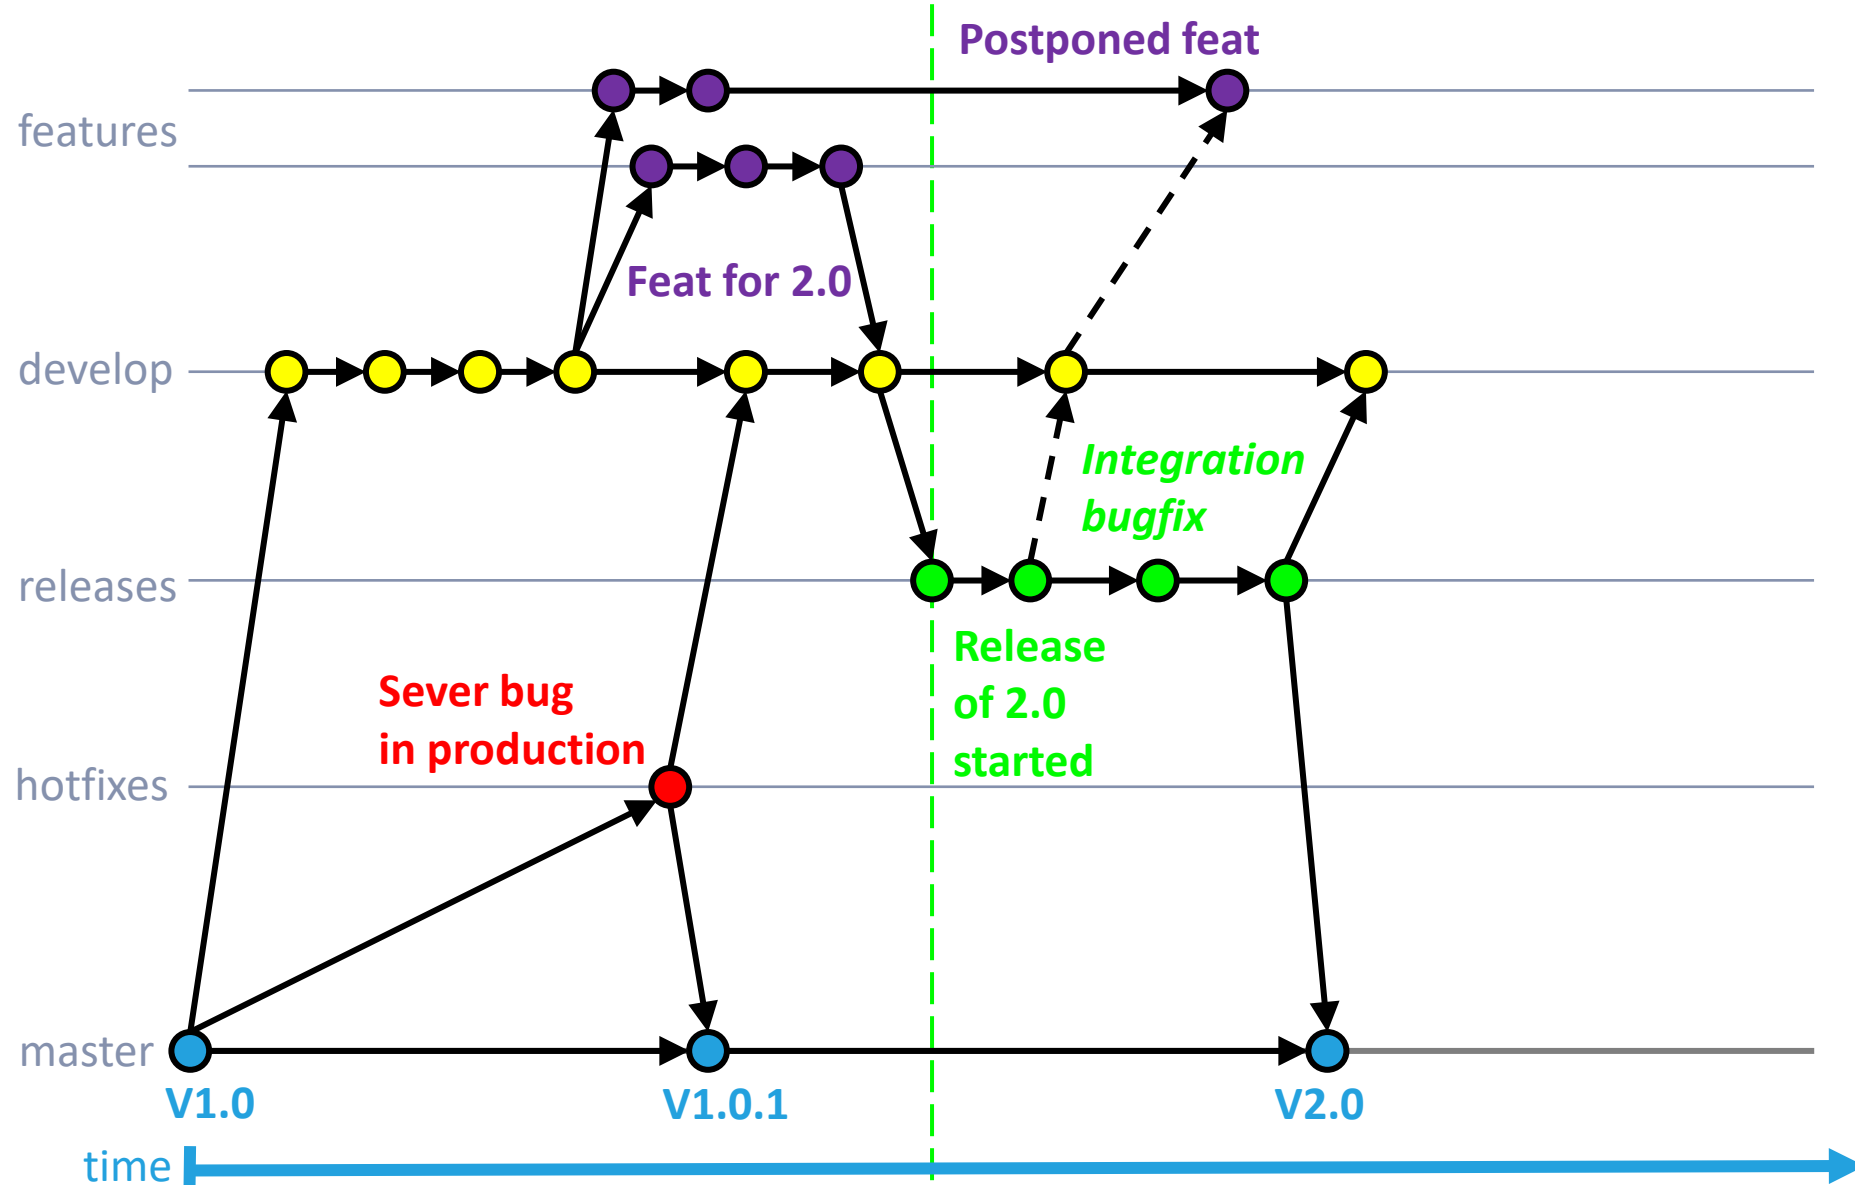 Postponed feat
features
Feat for 2.0
develop
Integration
bugfix
releases
Release
of 2.0
started
Sever bug
in production
hotfixes
master
V1.0
V1.0.1
V2.0
time